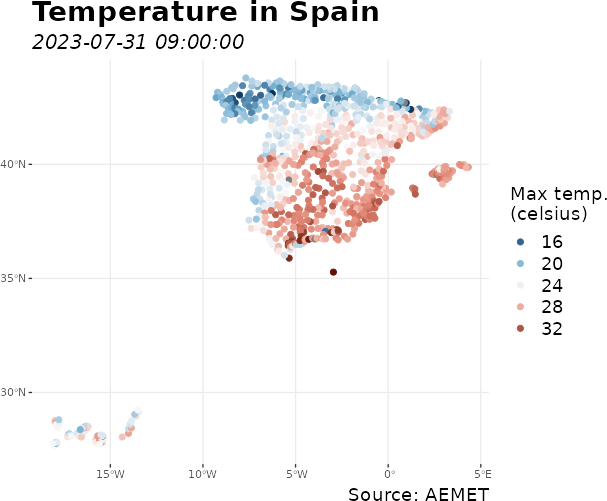 Temperature in Spain
2023-07-31 09:00:00
40°N
35°N
30°N
15°W
10°W
5°W
0°
5°E
Max temp.
(celsius)
16
20
24
28
32
Source: AEMET